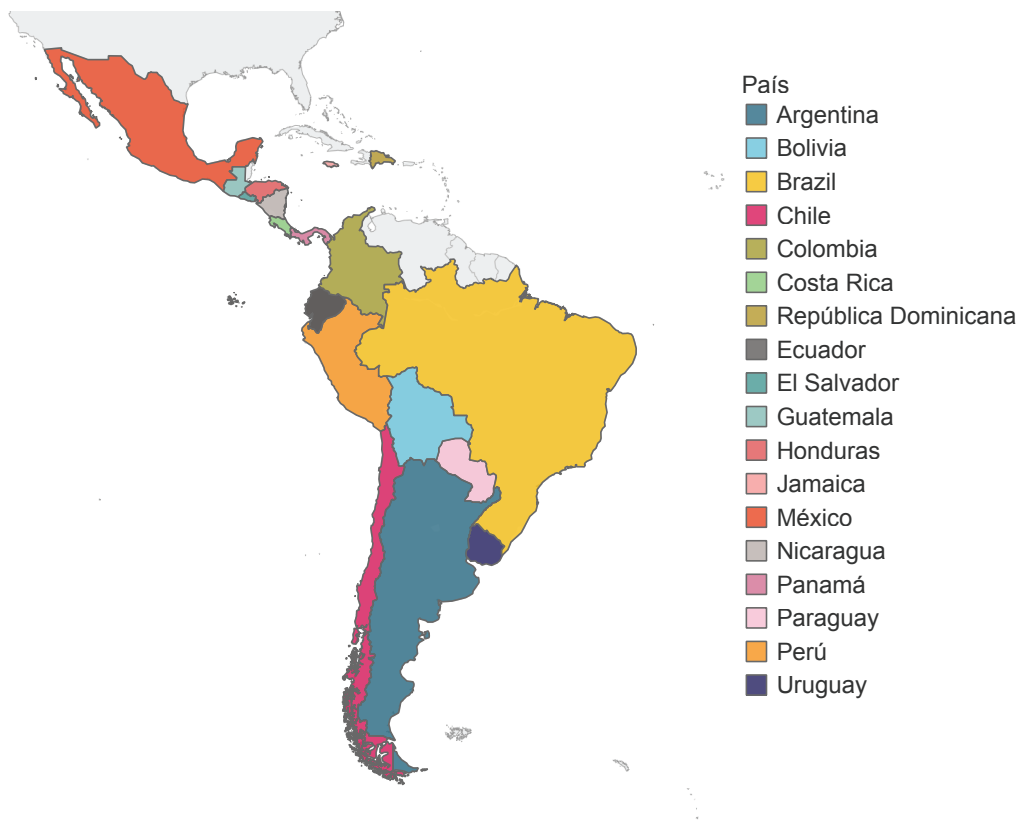 País
Argentina
Bolivia
Brazil
Chile
Colombia
Costa Rica
República Dominicana
Ecuador
El Salvador
Guatemala
Honduras
Jamaica
México
Nicaragua
Panamá
Paraguay
Perú
Uruguay